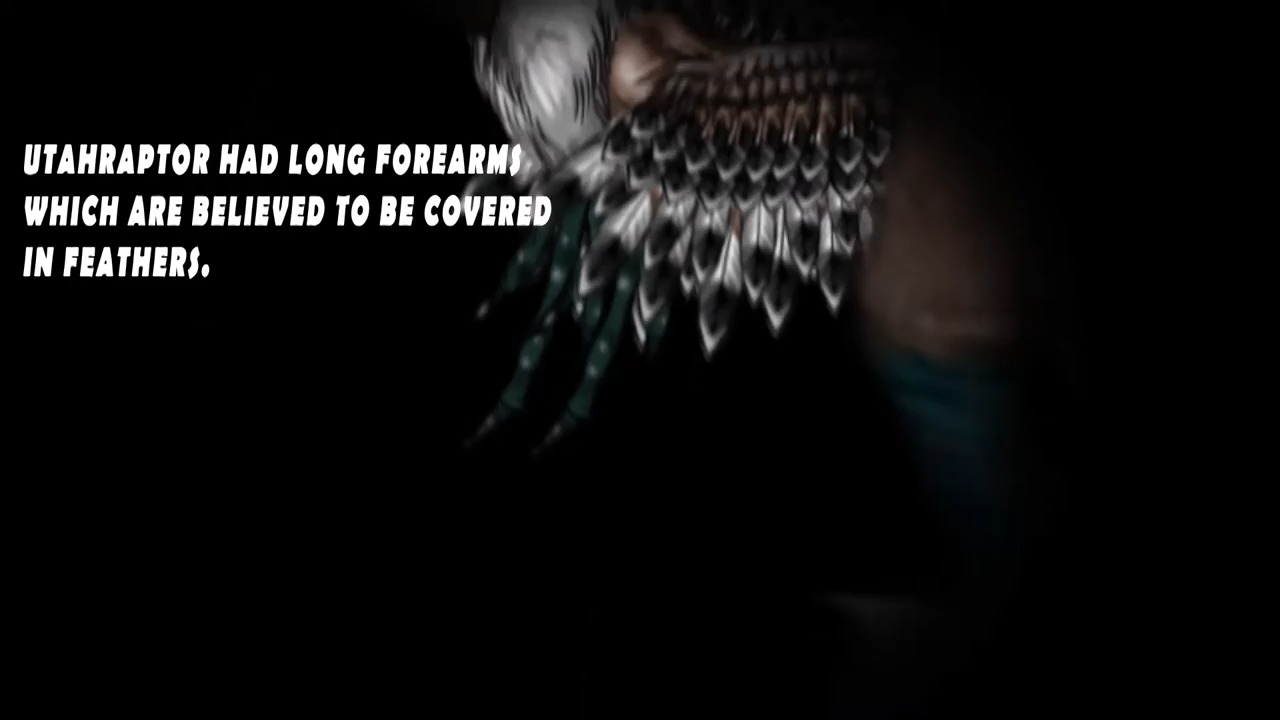 UTAHRAPTOR HAD LONG FOREARMS
WHICH ARE BELIEVED TO BE COVERED
IN FEATHERS.